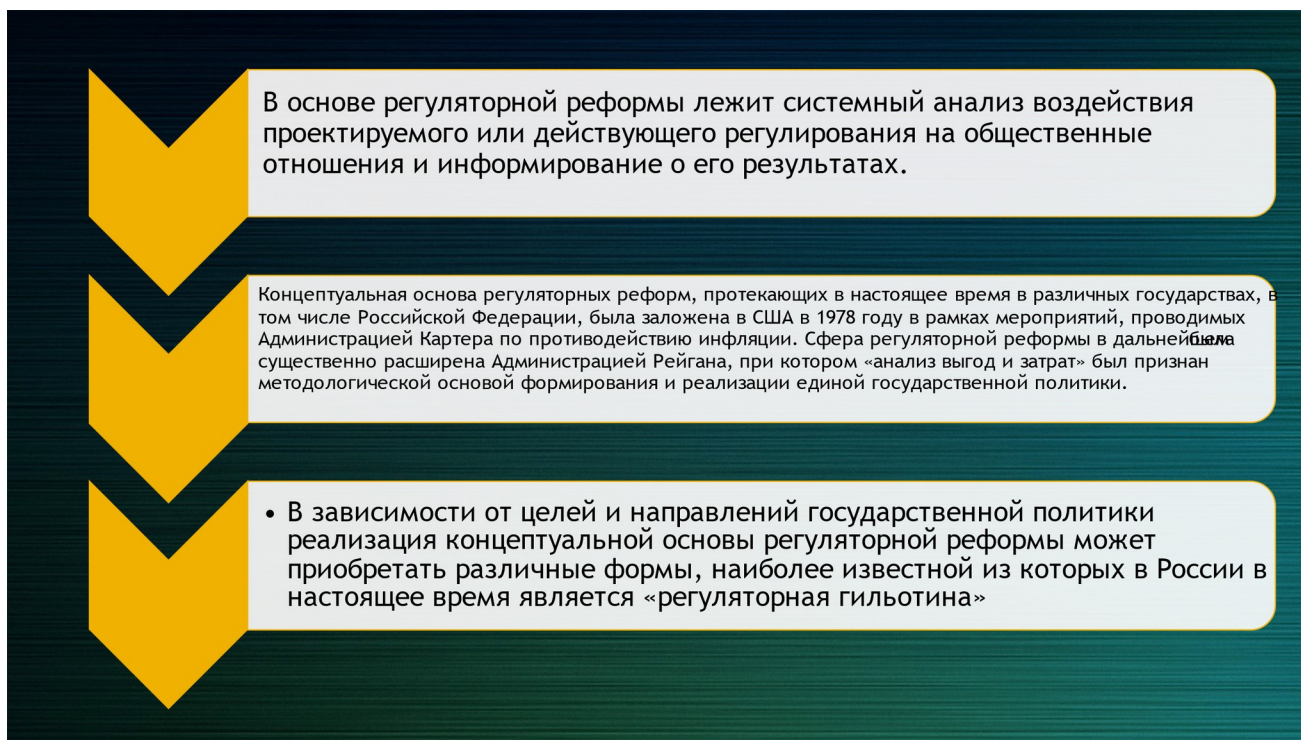 В основе регуляторной реформы лежит системный анализ воздействия
проектируемого или действующего регулирования на общественные
отношения и информирование о его результатах.
Концептуальная основа регуляторных реформ, протекающих в настоящее время в различных государствах, в
том числе Российской Федерации, была заложена в США в 1978 году в рамках мероприятий, проводимых
Администрацией Картера по противодействию инфляции. Сфера регуляторной реформы в дальнейшем была
существенно расширена Администрацией Рейгана, при котором «анализ выгод и затрат» был признан
методологической основой формирования и реализации единой государственной политики.
• В зависимости от целей и направлений государственной политики
реализация концептуальной основы регуляторной реформы может
приобретать различные формы, наиболее известной из которых в России в
настоящее время является «регуляторная гильотина»